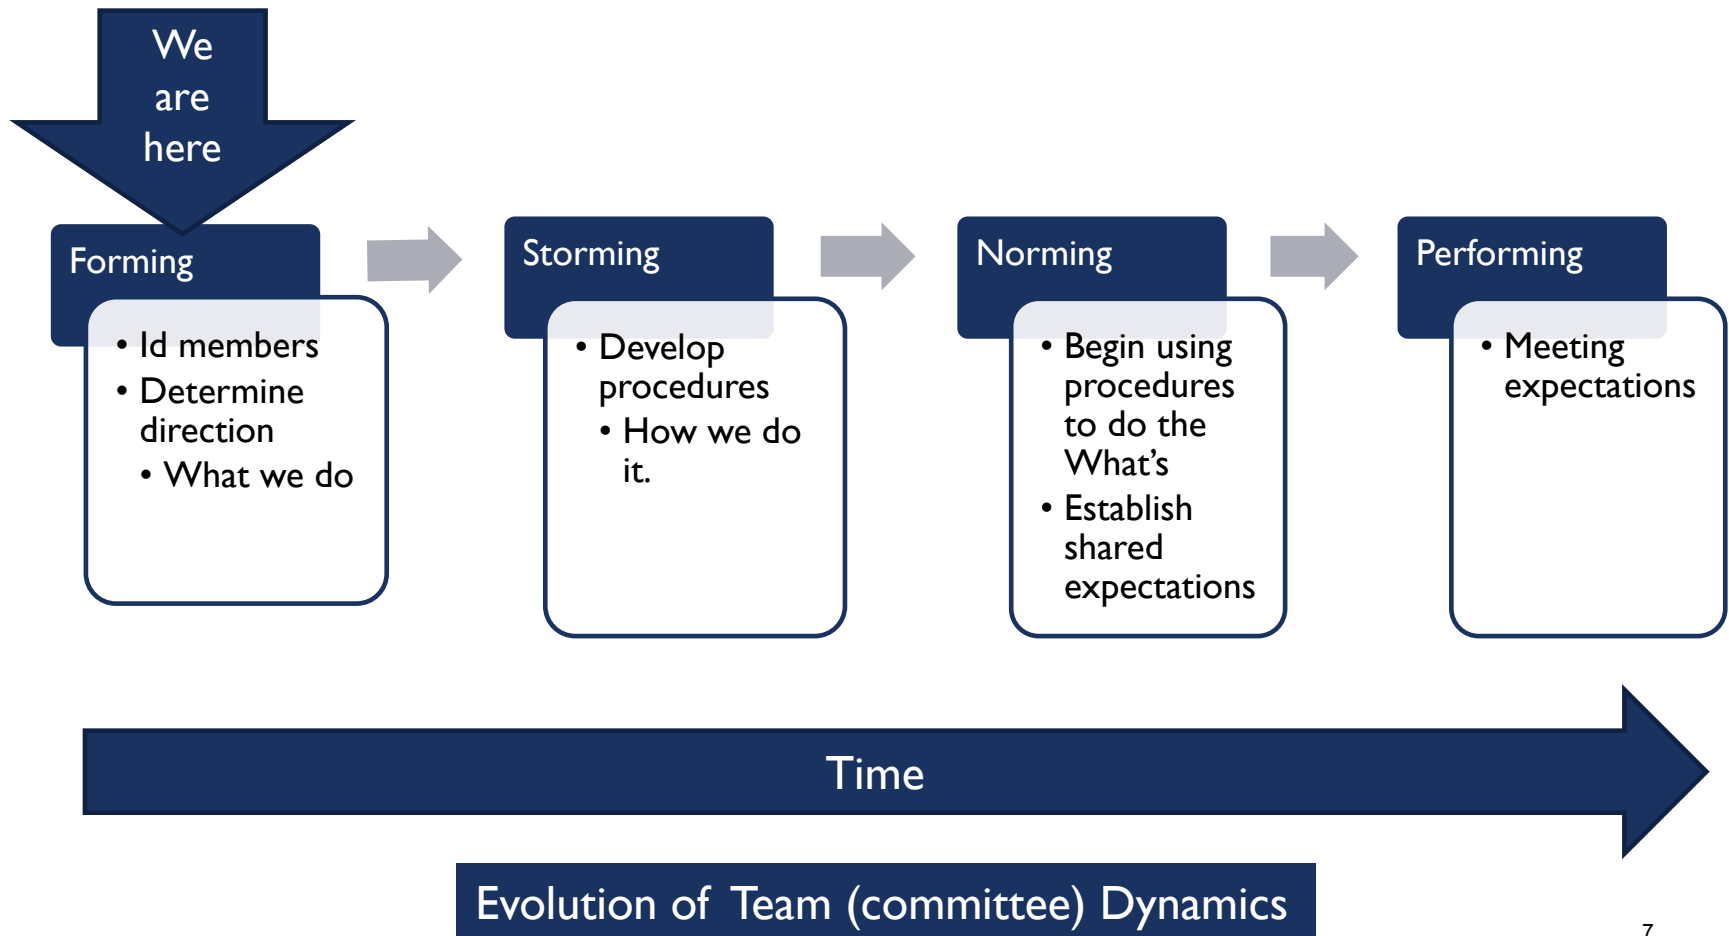 We
are
here
Forming
• Id members
• Determine
direction
• What we do
Storming
• Develop
procedures
• How we do
it.
Norming
• Begin using
procedures
to do the
What’s
• Establish
shared
expectations
Performing
• Meeting
expectations
Time
Evolution of Team (committee) Dynamics
7